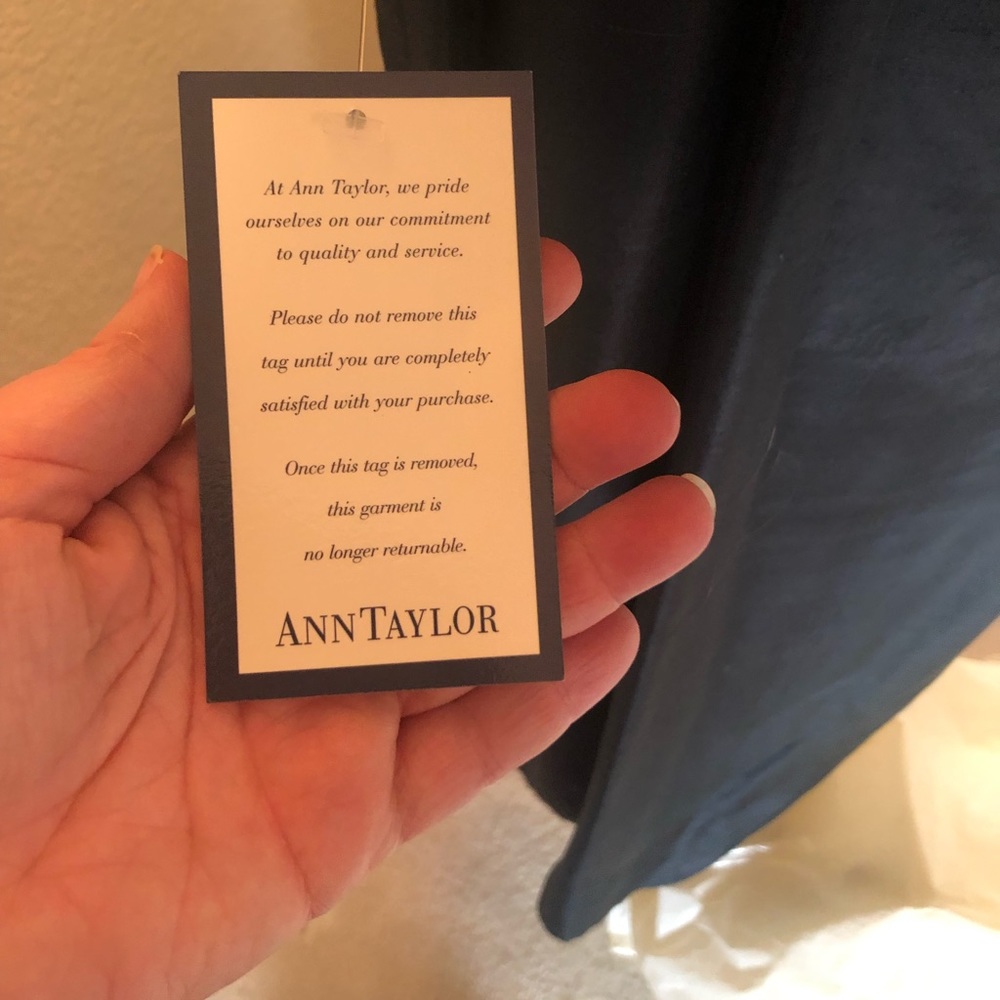 At Ann Taylor, we pride
ourselves on our commitment
to quality and service.
Please do not remove this
tag until you are completely
satisfied with your purchase.
Once this tag is removed,
this garment is
no longer returnable.
ANNTAYLOR